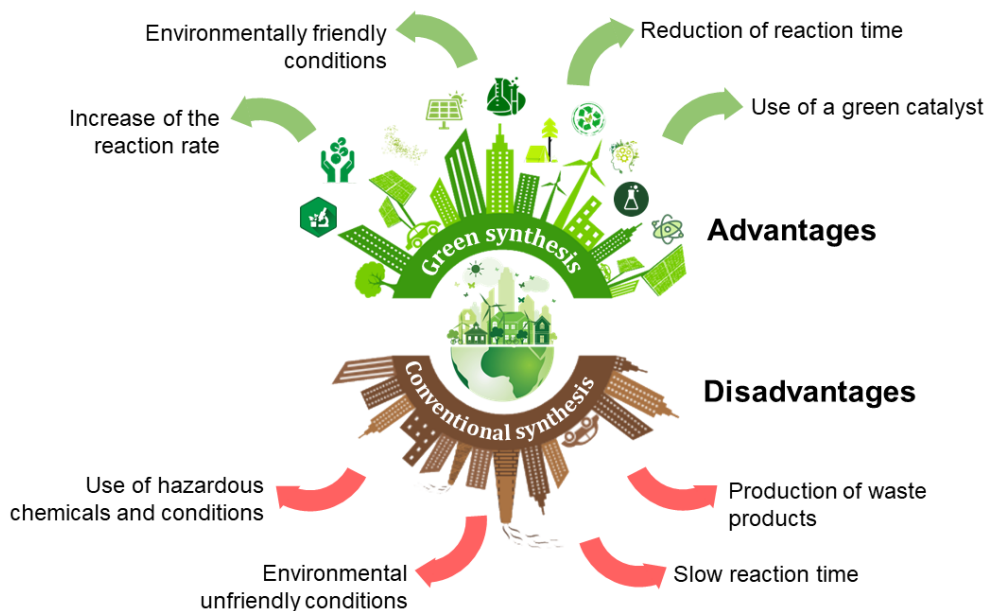 Environmentally friendly
conditions
Reduction of reaction time
Increase of the
reaction rate
Use of a green catalyst
Green synthesis
Advantages
Conventional synthesis
Disadvantages
Use of hazardous
chemicals and conditions
Production of waste
products
Environmental
unfriendly conditions
Slow reaction time